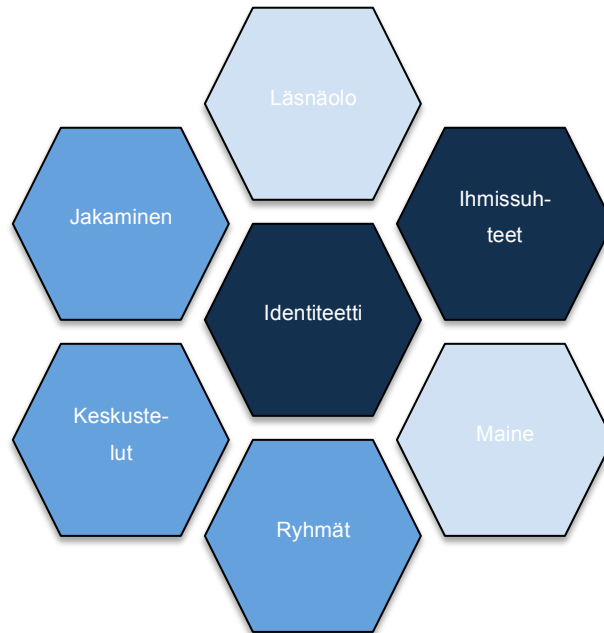 Läsnäolo
Jakaminen
Ihmissuh-
teet
Identiteetti
Keskuste-
lut
Maine
Ryhmät